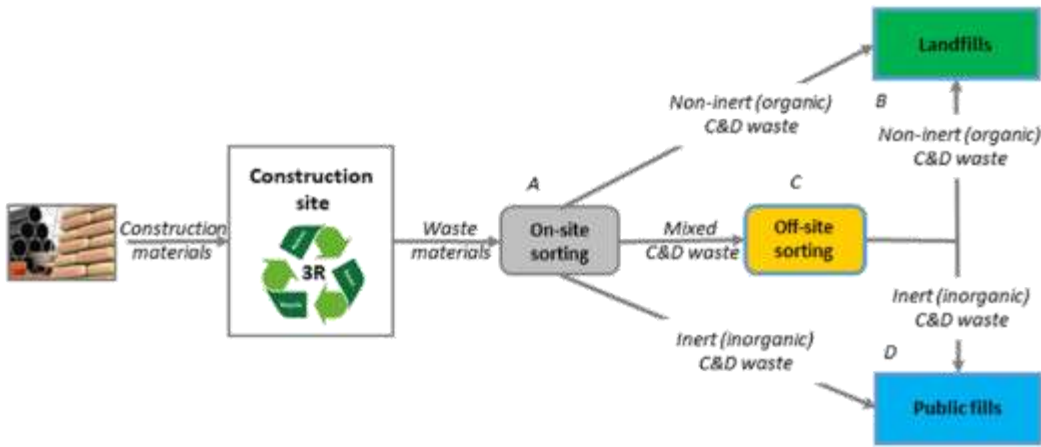 Landfills
Non-inert (organic)
C&D waste
B
Non-inert (organic)
C&D waste
Construction
site
3R
A
C
Construction
materials
Waste
materials
On-site
sorting
Mixed
C&D waste
Off-site
sorting
Inert (inorganic)
C&D waste
Inert (inorganic)
C&D waste
D
Public fills